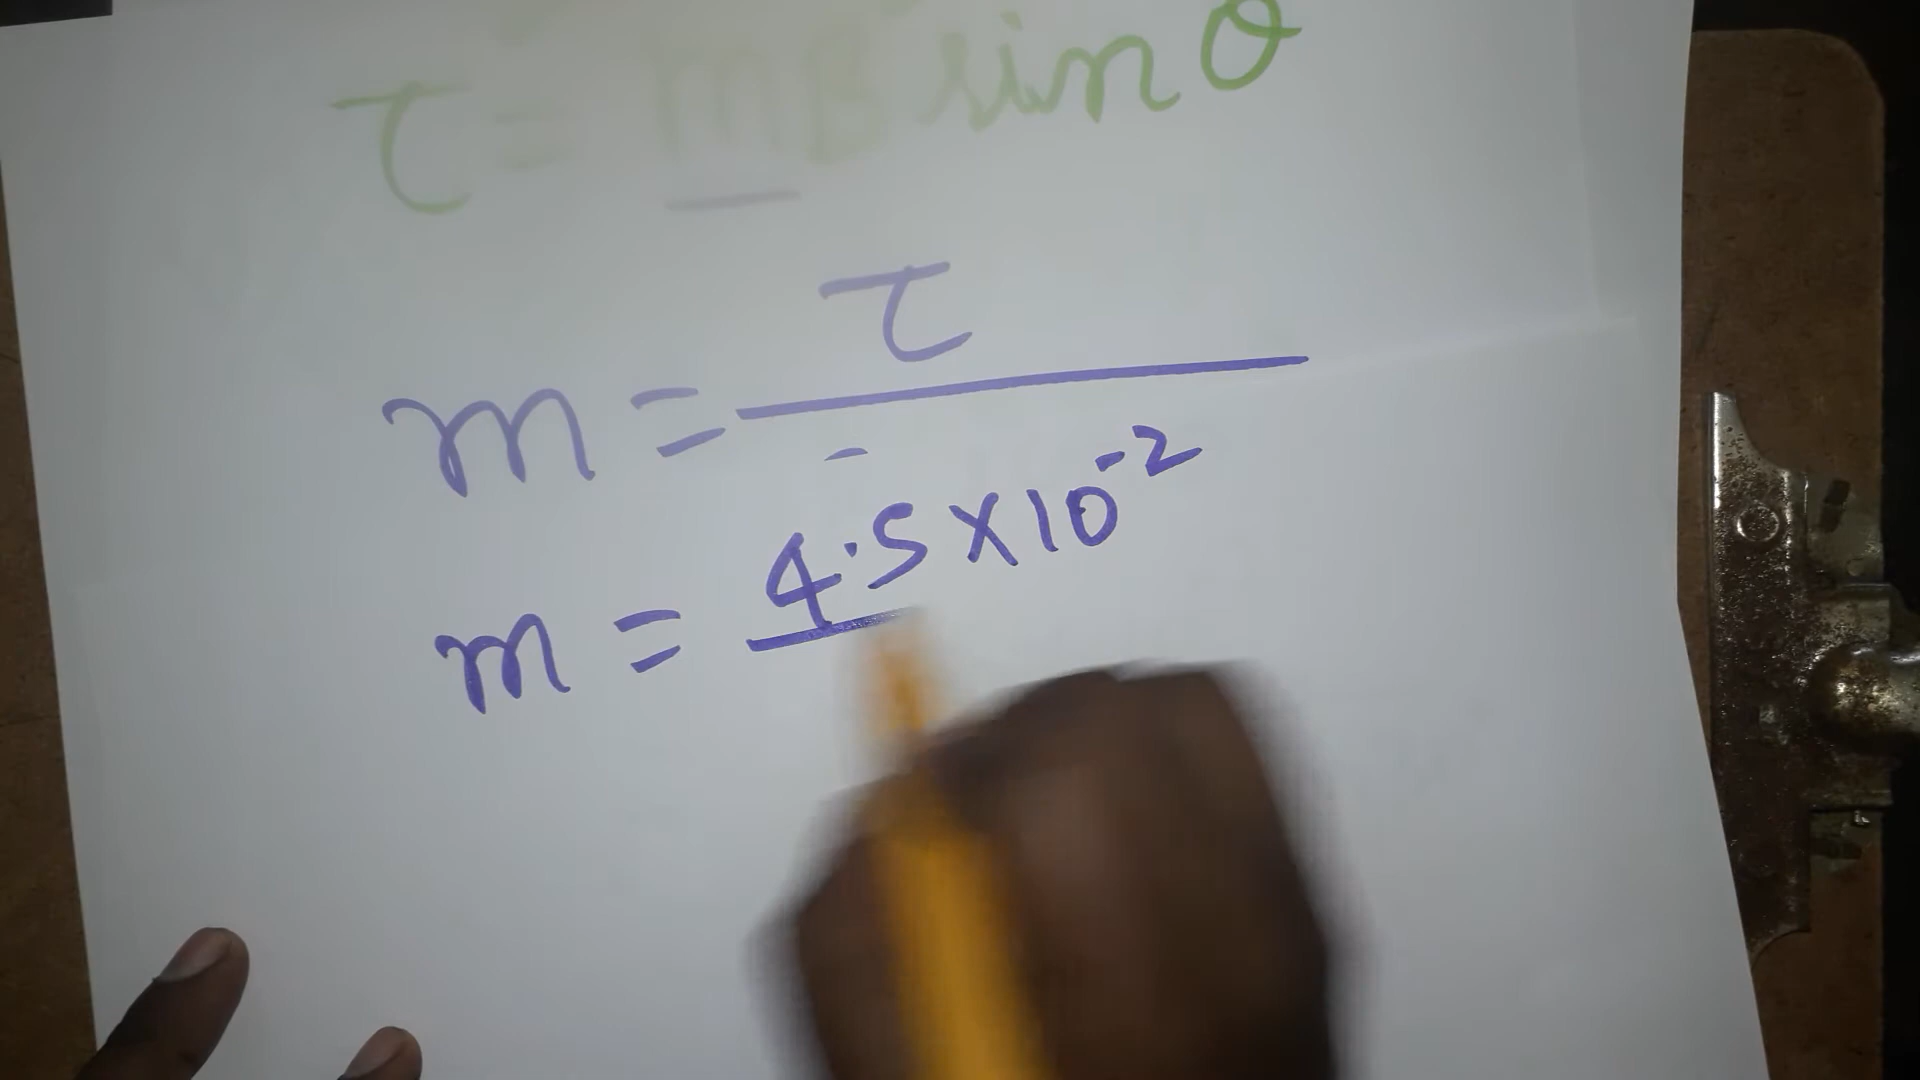 τ = mB sin θ
m = τ / -
m = 4.5 × 10⁻² /